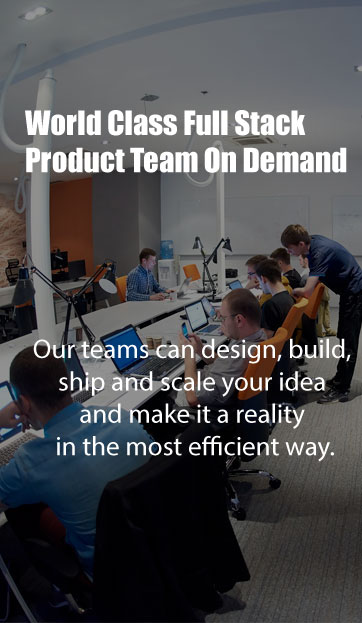 World Class Full Stack
Product Team On Demand
Our teams can design, build,
ship and scale your idea
and make it a reality
in the most efficient way.